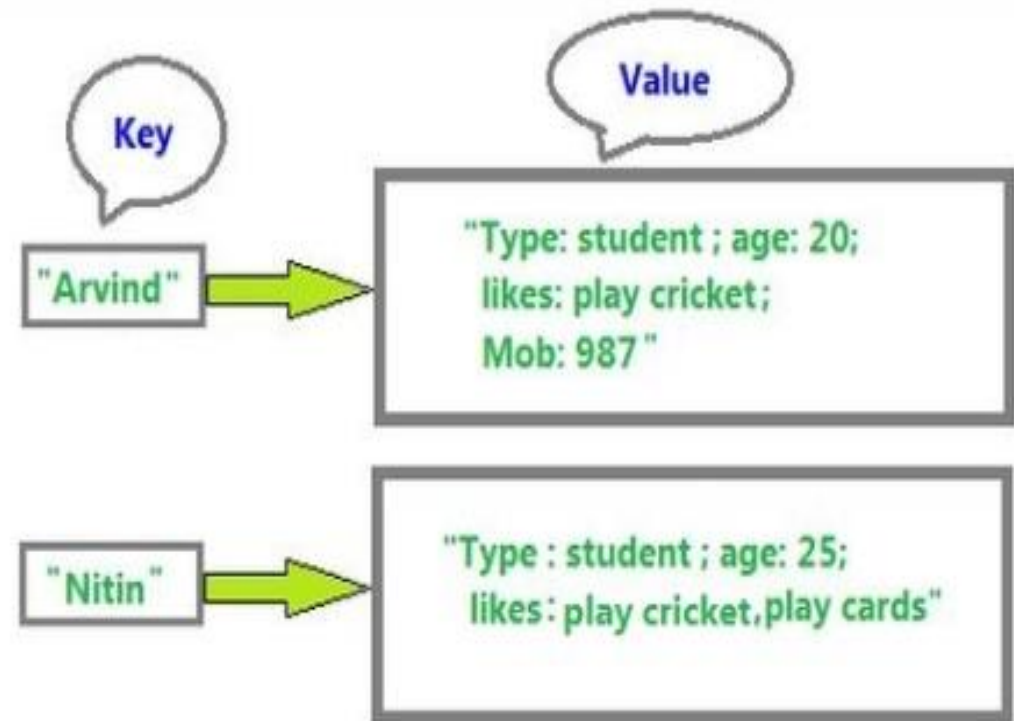 Key
Value
"Arvind"
"Type: student ; age: 20;
likes: play cricket;
Mob: 987"
"Nitin"
"Type : student ; age: 25;
likes: play cricket,play cards"